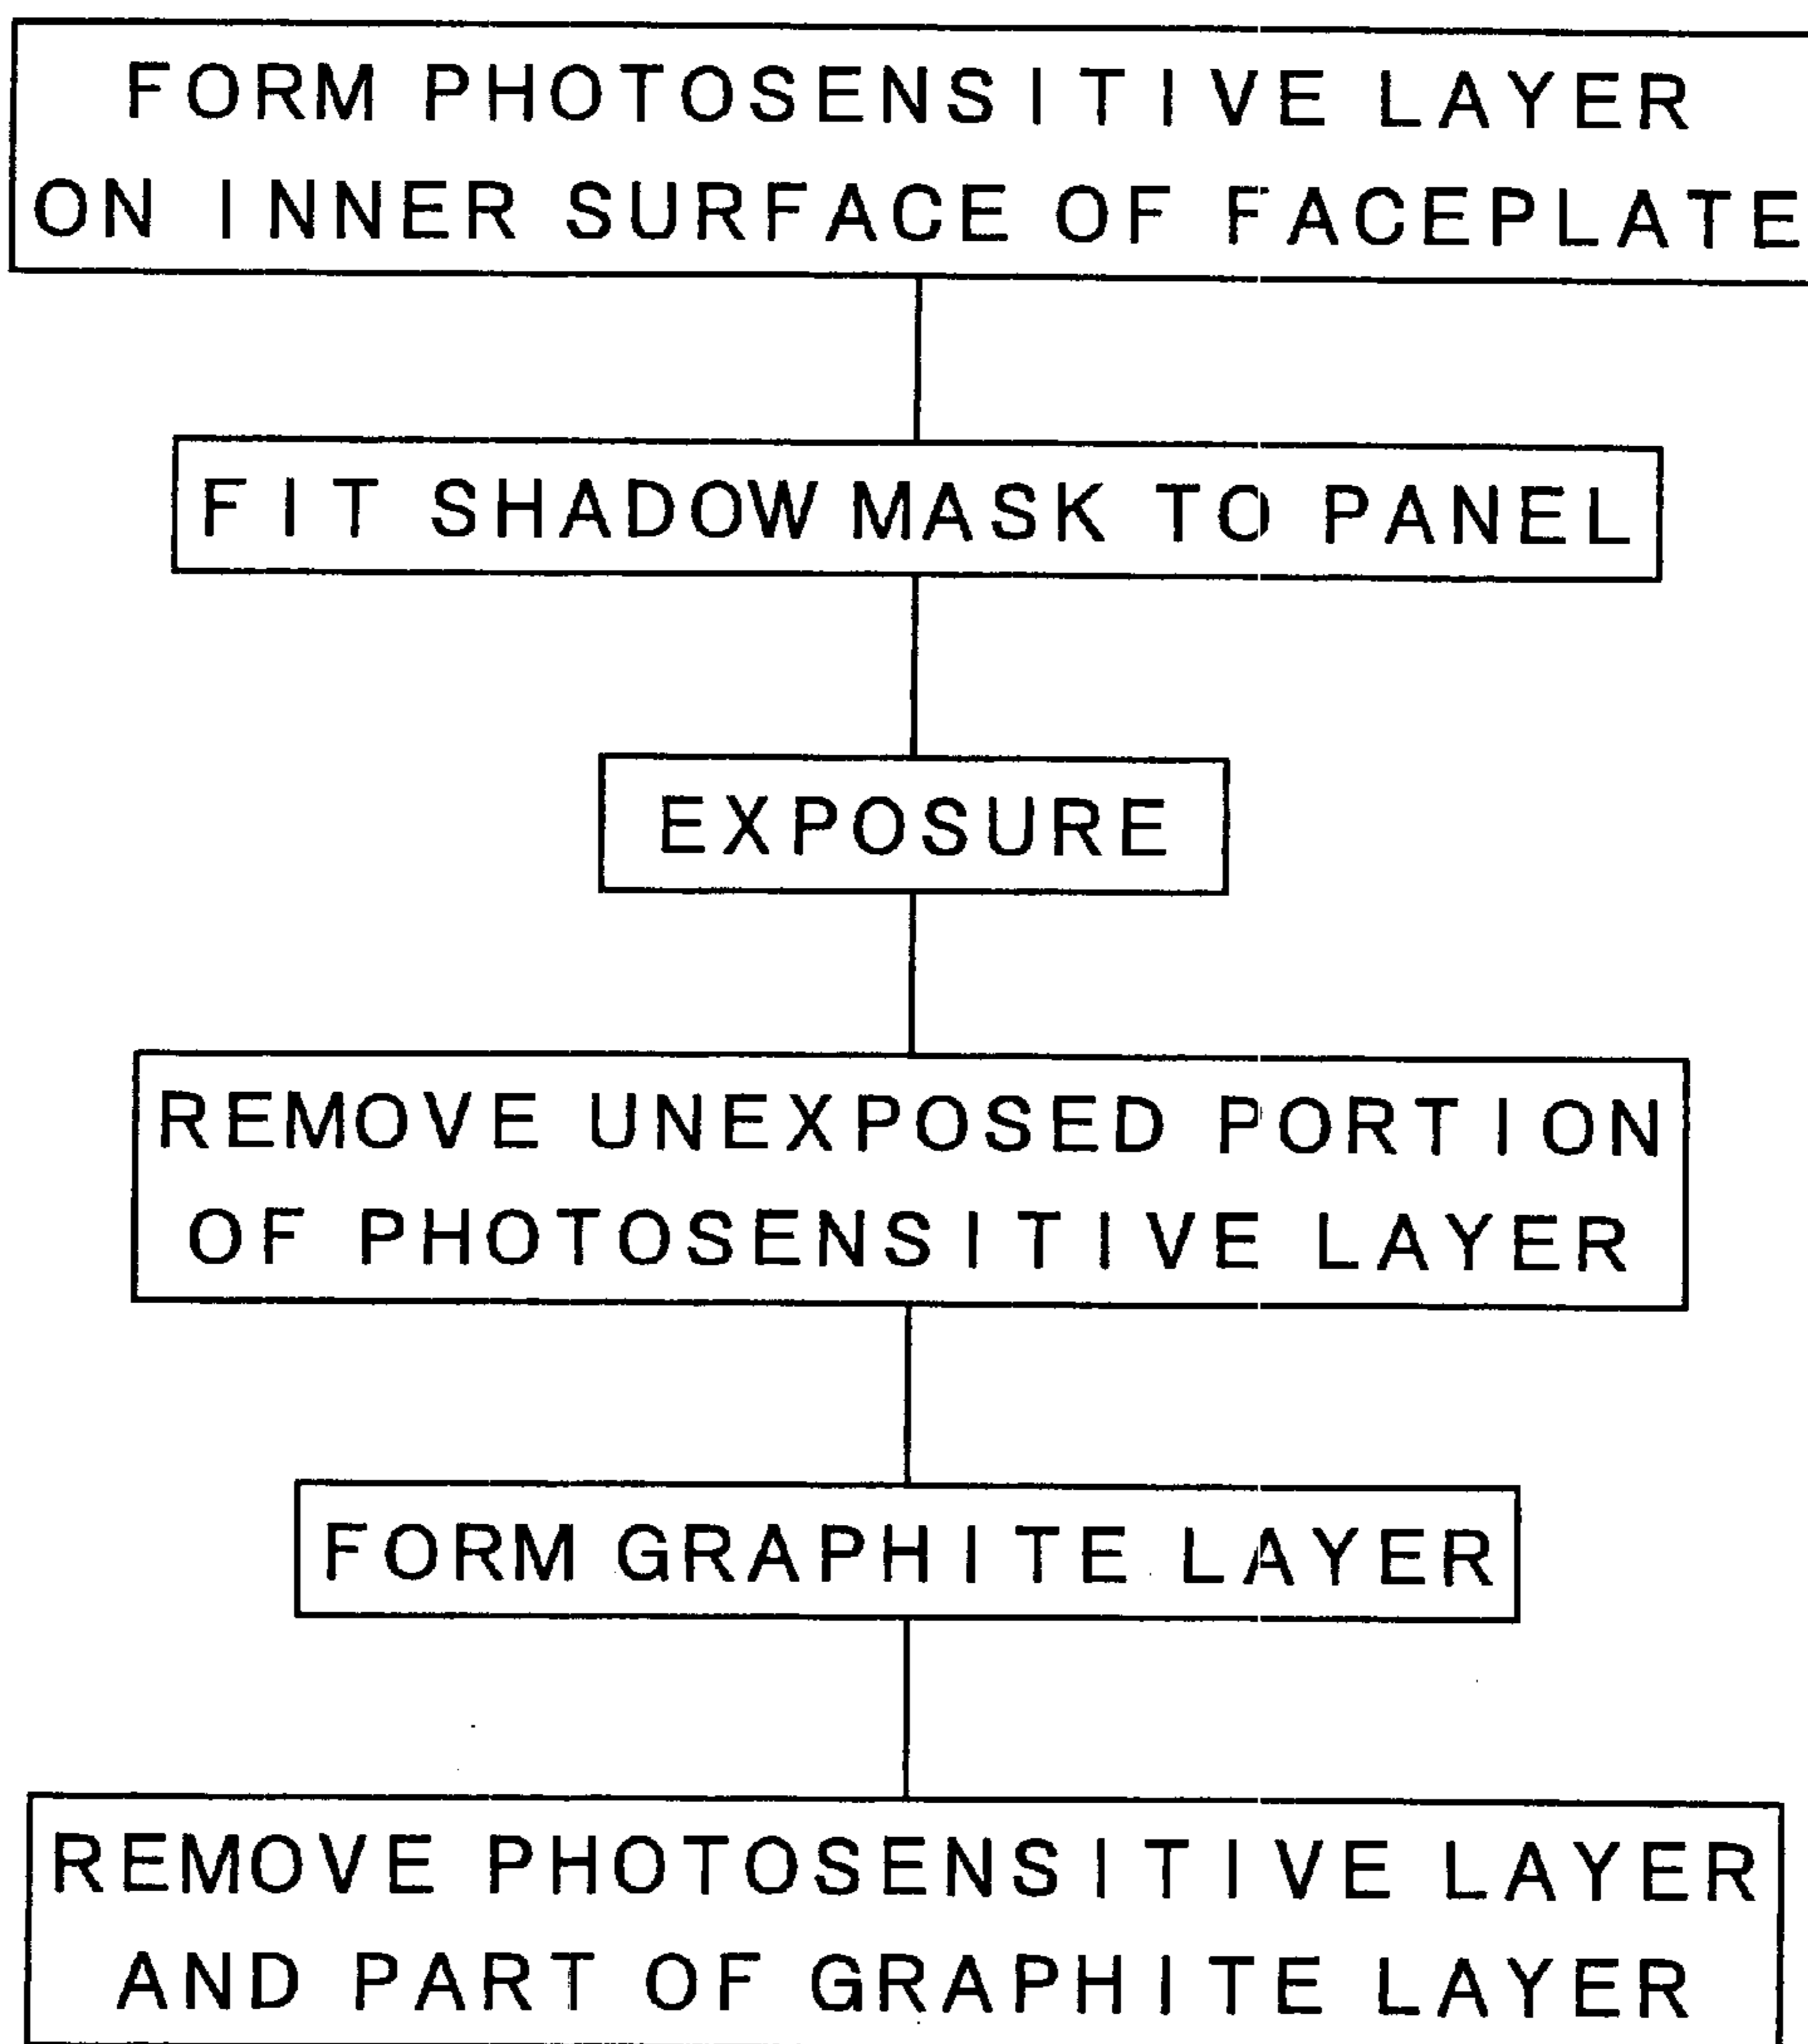 FORM PHOTOSENSITIVE LAYER
ON INNER SURFACE OF FACEPLATE
FIT SHADOW MASK TO PANEL
EXPOSURE
REMOVE UNEXPOSED PORTION
OF PHOTOSENSITIVE LAYER
FORM GRAPHITE LAYER
REMOVE PHOTOSENSITIVE LAYER
AND PART OF GRAPHITE LAYER